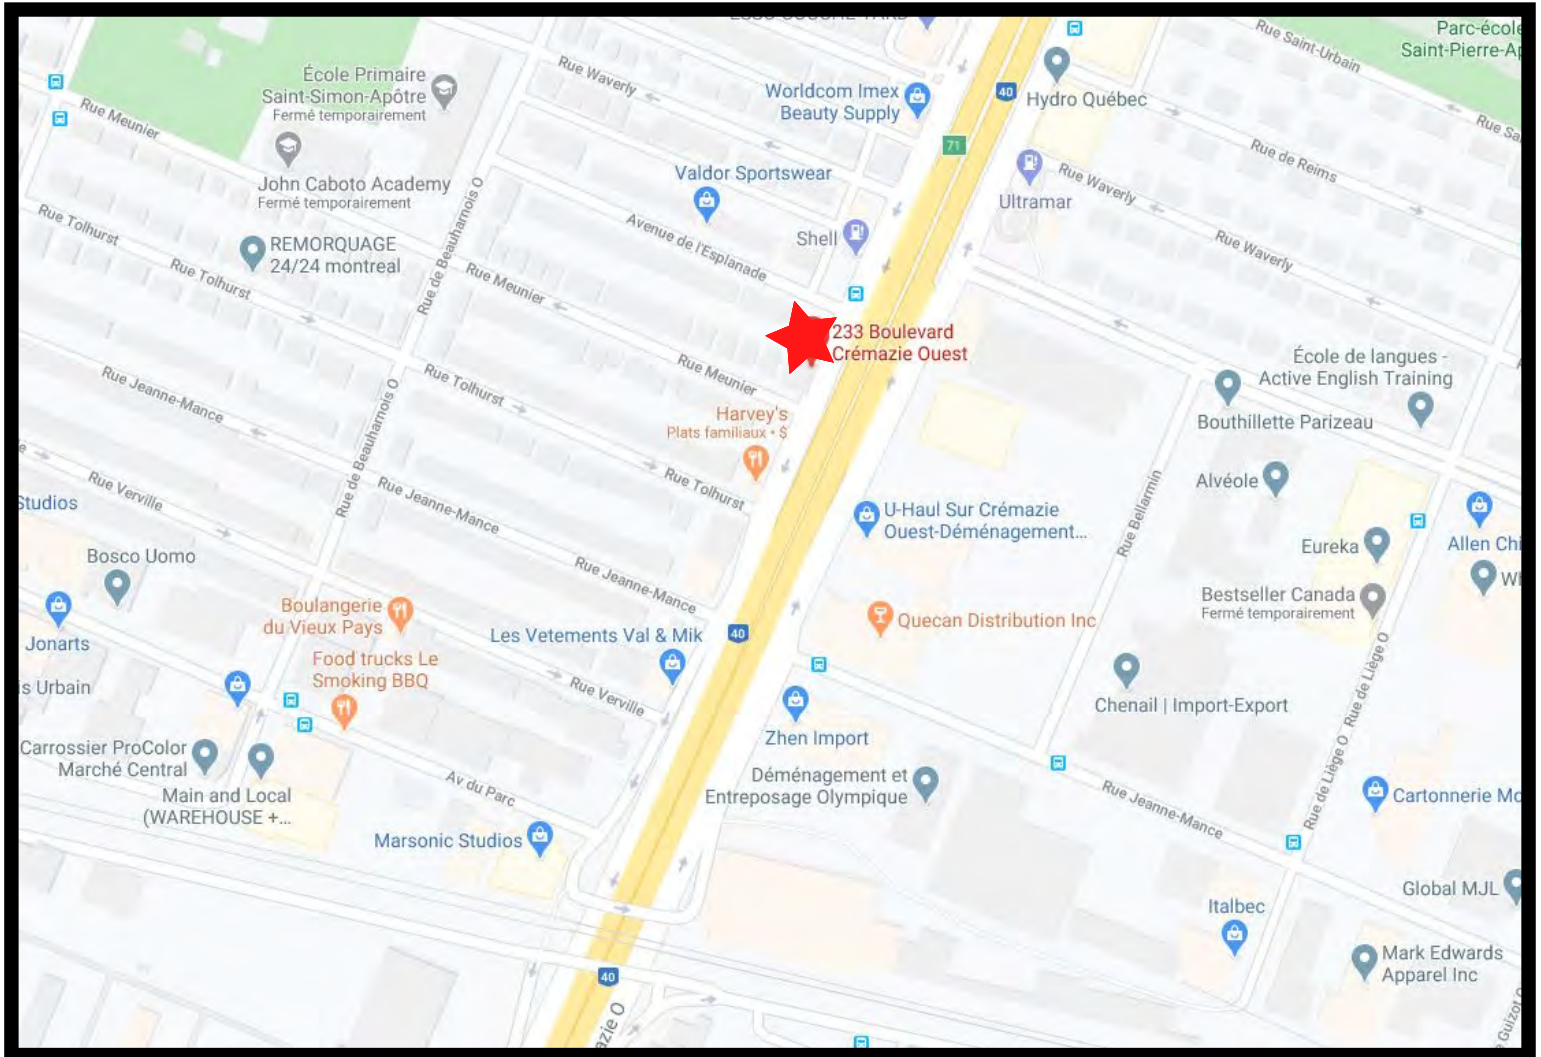 Parc-école
Saint-Pierre-Ap
Rue Saint-Urbain
Rue Waverly
Worldcom Imex
Beauty Supply
40
Hydro Québec
École Primaire
Saint-Simon-Apôtre
Fermé temporairement
Rue Meunier
71
Rue Sa
Rue de Reims
John Caboto Academy
Fermé temporairement
Valdor Sportswear
Ultramar
Rue Waverly
Rue Tolhurst
REMORQUAGE
24/24 montreal
Rue de Beauharnois O
Avenue de l'Esplanade
Shell
Rue Waverly
Rue Tolhurst
Rue Meunier
233 Boulevard
Crémazie Ouest
École de langues -
Active English Training
Rue Jeanne-Mance
Rue Tolhurst
Rue Meunier
Harvey's
Plats familiaux • $
Bouthillette Parizeau
Rue de Beauharnois O
Rue Verville
Rue Jeanne-Mance
Rue Tolhurst
Alvéole
Rue Bellarmin
Studios
U-Haul Sur Crémazie
Ouest-Déménagement...
Eureka
Allen Chi
Bosco Uomo
Rue Jeanne-Mance
Bestseller Canada
Fermé temporairement
Wh
Boulangerie
du Vieux Pays
Les Vetements Val & Mik
40
Quecan Distribution Inc
Jonarts
Food trucks Le
Smoking BBQ
Rue Verville
Rue de Liège O
is Urbain
Chenail | Import-Export
Rue de Liège O
Zhen Import
Carrossier ProColor
Marché Central
Main and Local
(WAREHOUSE +...
Av du Parc
Déménagement et
Entreposage Olympique
Rue Jeanne-Mance
Cartonnerie Mo
Marsonic Studios
Global MJL
Italbec
Mark Edwards
Apparel Inc
40
azie O
e Guizot O